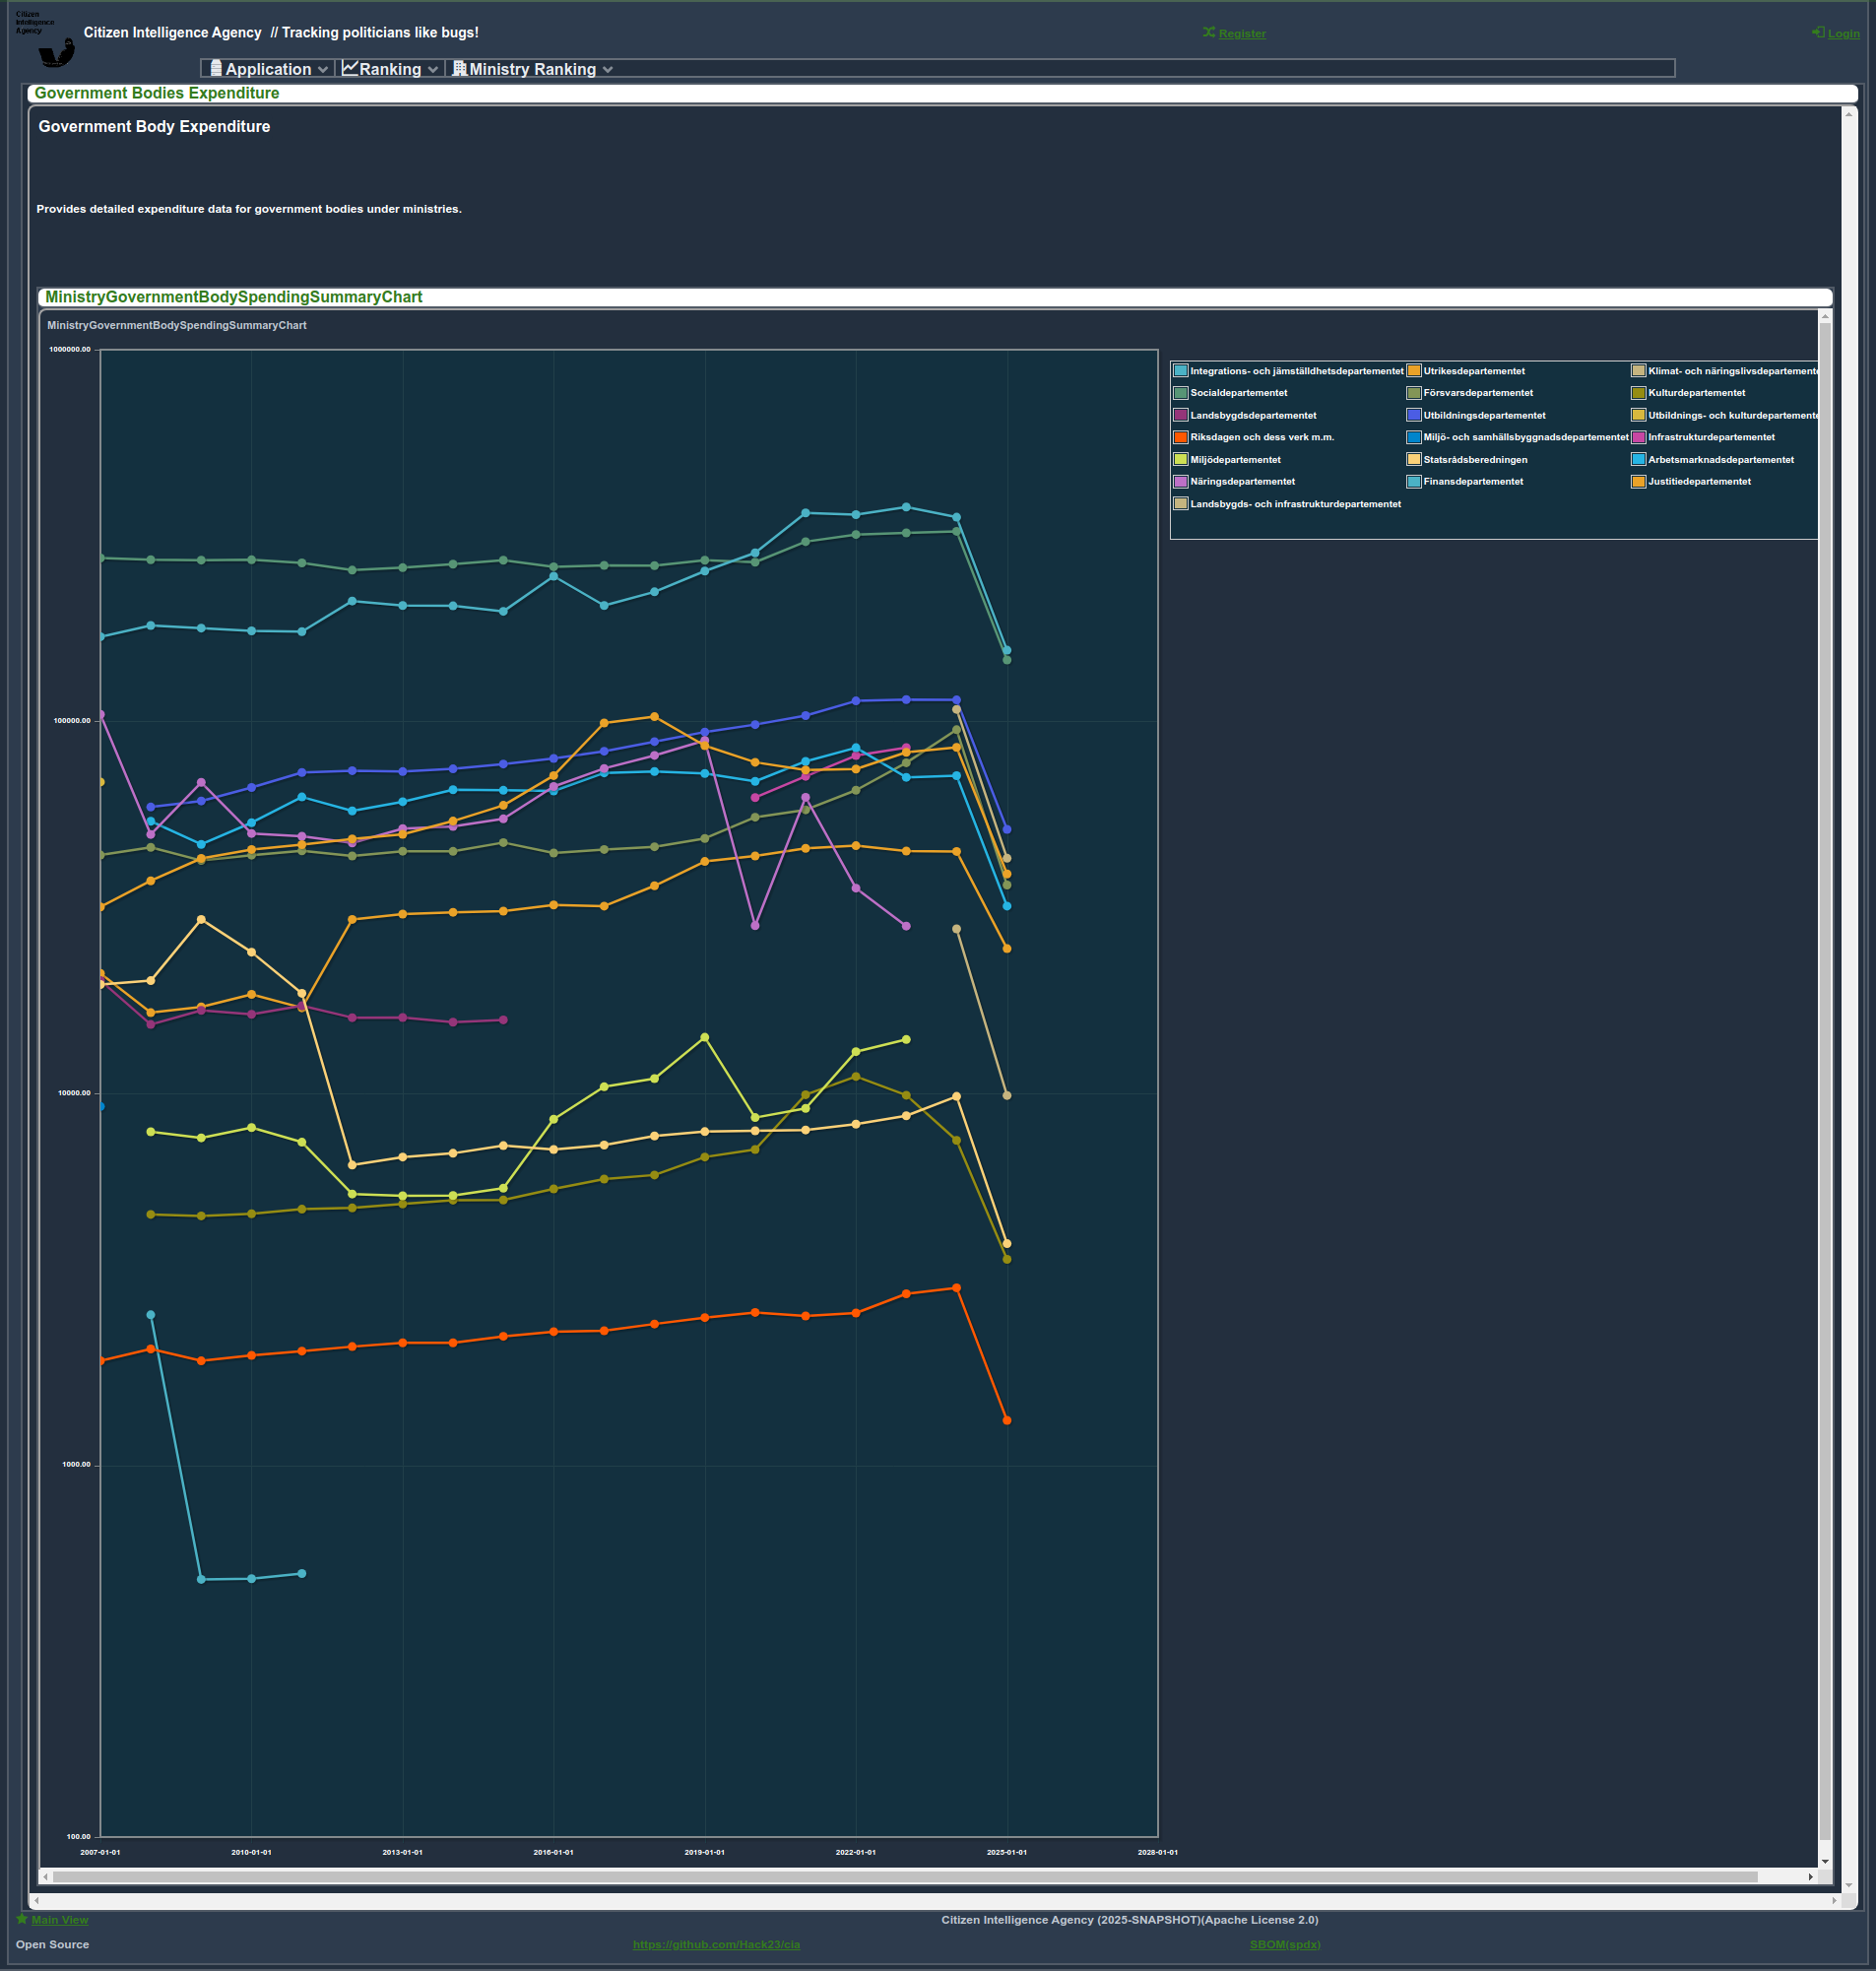 Citizen
Intelligence
Agency
Citizen Intelligence Agency // Tracking politicians like bugs!
Register
Login
Application
Ranking
Ministry Ranking
Government Bodies Expenditure
Government Body Expenditure
Provides detailed expenditure data for government bodies under ministries.
MinistryGovernmentBodySpendingSummaryChart
MinistryGovernmentBodySpendingSummaryChart
1000000.00
100000.00
10000.00
1000.00
100.00
2007-01-01
2010-01-01
2013-01-01
2016-01-01
2019-01-01
2022-01-01
2025-01-01
2028-01-01
Integrations- och jämställdhetsdepartementet
Utrikesdepartementet
Klimat- och näringslivsdepartemente
Socialdepartementet
Försvarsdepartementet
Kulturdepartementet
Landsbygdsdepartementet
Utbildningsdepartementet
Utbildnings- och kulturdepartemente
Riksdagen och dess verk m.m.
Miljö- och samhällsbyggnadsdepartementet
Infrastrukturdepartementet
Miljödepartementet
Statsrådsberedningen
Arbetsmarknadsdepartementet
Näringsdepartementet
Finansdepartementet
Justitiedepartementet
Landsbygds- och infrastrukturdepartementet
Main View
Citizen Intelligence Agency (2025-SNAPSHOT)(Apache License 2.0)
Open Source
https://github.com/Hack23/cia
SBOM(spdx)